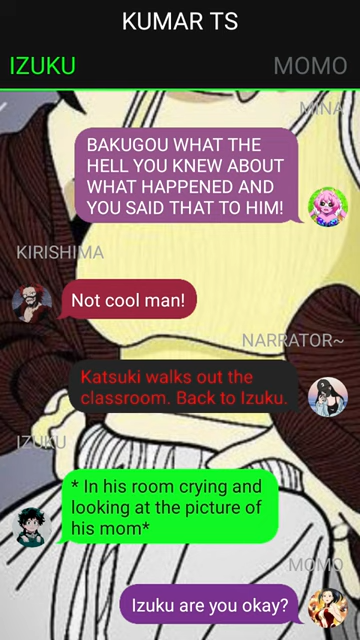 KUMAR TS
IZUKU MOMO
MINA
BAKUGOU WHAT THE
HELL YOU KNEW ABOUT
WHAT HAPPENED AND
YOU SAID THAT TO HIM!
KIRISHIMA
Not cool man!
NARRATOR~
Katsuki walks out the
classroom. Back to Izuku.
IZUKU
* In his room crying and
looking at the picture of
his mom*
MOMO
Izuku are you okay?